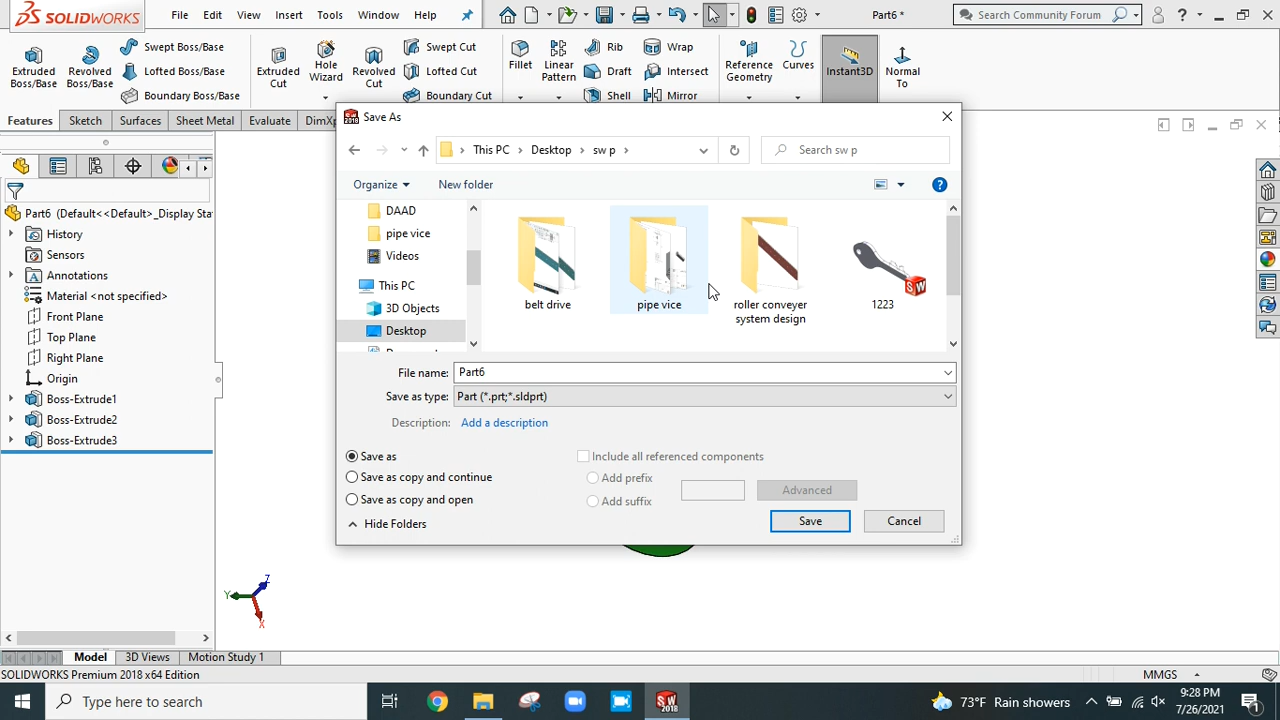 SOLIDWORKS
File Edit View Insert Tools Window Help
Part6 *
Search Community Forum
?
Extruded Boss/Base
Revolved Boss/Base
Swept Boss/Base
Lofted Boss/Base
Boundary Boss/Base
Extruded Cut
Hole Wizard
Revolved Cut
Swept Cut
Lofted Cut
Boundary Cut
Fillet
Linear Pattern
Rib
Draft
Shell
Wrap
Intersect
Mirror
Reference Geometry
Curves
Instant3D
Normal To
Features Sketch Surfaces Sheet Metal Evaluate DimXp
Part6 (Default<<Default>_Display Sta
History
Sensors
Annotations
Material <not specified>
Front Plane
Top Plane
Right Plane
Origin
Boss-Extrude1
Boss-Extrude2
Boss-Extrude3
2018 Save As
This PC > Desktop > sw p >
Search sw p
Organize
New folder
?
DAAD
pipe vice
Videos
This PC
3D Objects
Desktop
belt drive
pipe vice
roller conveyer
system design
1223
SW
File name: Part6
Save as type: Part (*.prt;*.sldprt)
Description: Add a description
Save as
Save as copy and continue
Save as copy and open
Include all referenced components
Add prefix
Add suffix
Advanced
Hide Folders
Save
Cancel
Z
Y
X
Model 3D Views Motion Study 1
SOLIDWORKS Premium 2018 x64 Edition
MMGS
Type here to search
SW 2018
73°F Rain showers
9:28 PM
7/26/2021
1